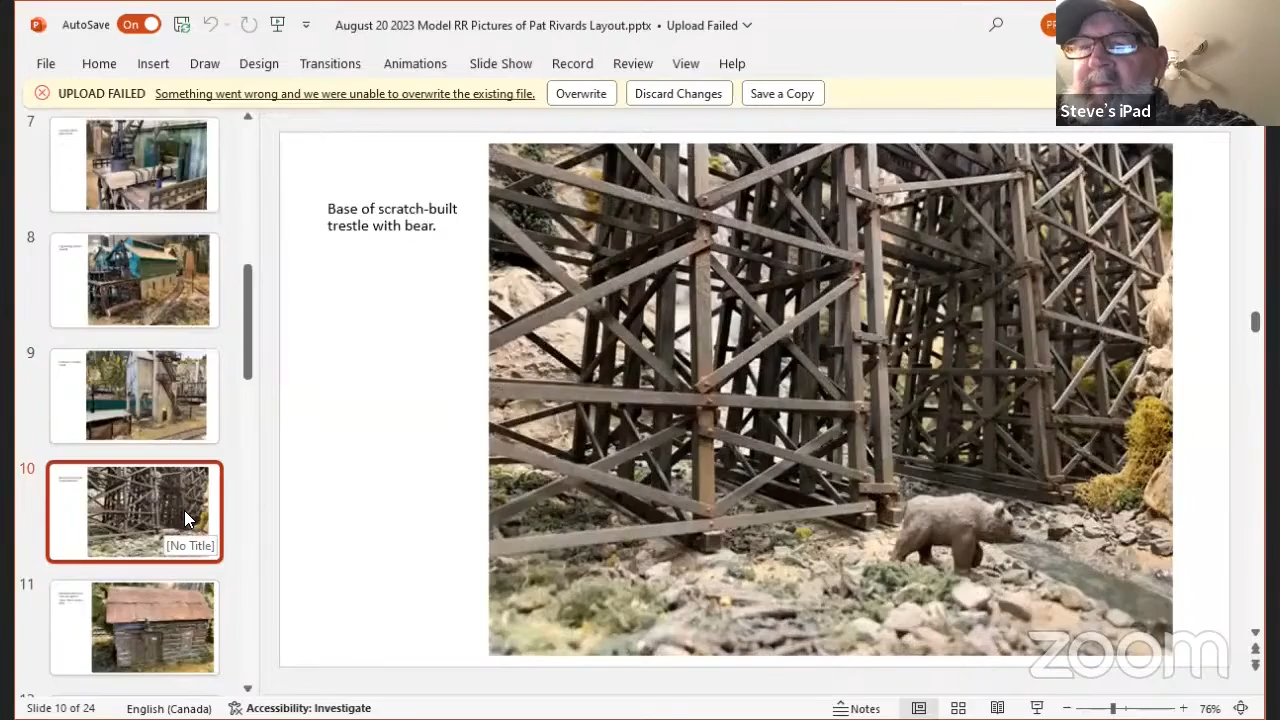 AutoSave On August 20 2023 Model RR Pictures of Pat Rivards Layout.pptx • Upload Failed
File Home Insert Draw Design Transitions Animations Slide Show Record Review View Help
Steve's iPad
UPLOAD FAILED Something went wrong and we were unable to overwrite the existing file. Overwrite Discard Changes Save a Copy
7
8
9
10
[No Title]
11
Base of scratch-built
trestle with bear.
zoom
Slide 10 of 24 English (Canada) Accessibility: Investigate Notes 76%